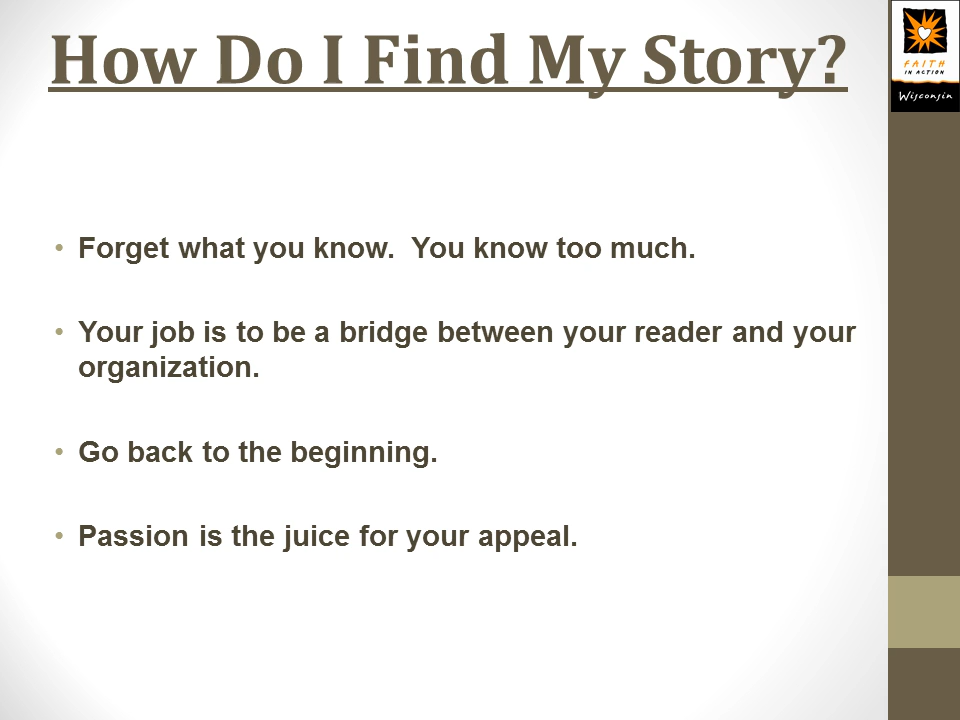 How Do I Find My Story?
FAITH
IN ACTION
Wisconsin
• Forget what you know.  You know too much.
• Your job is to be a bridge between your reader and your
organization.
• Go back to the beginning.
• Passion is the juice for your appeal.